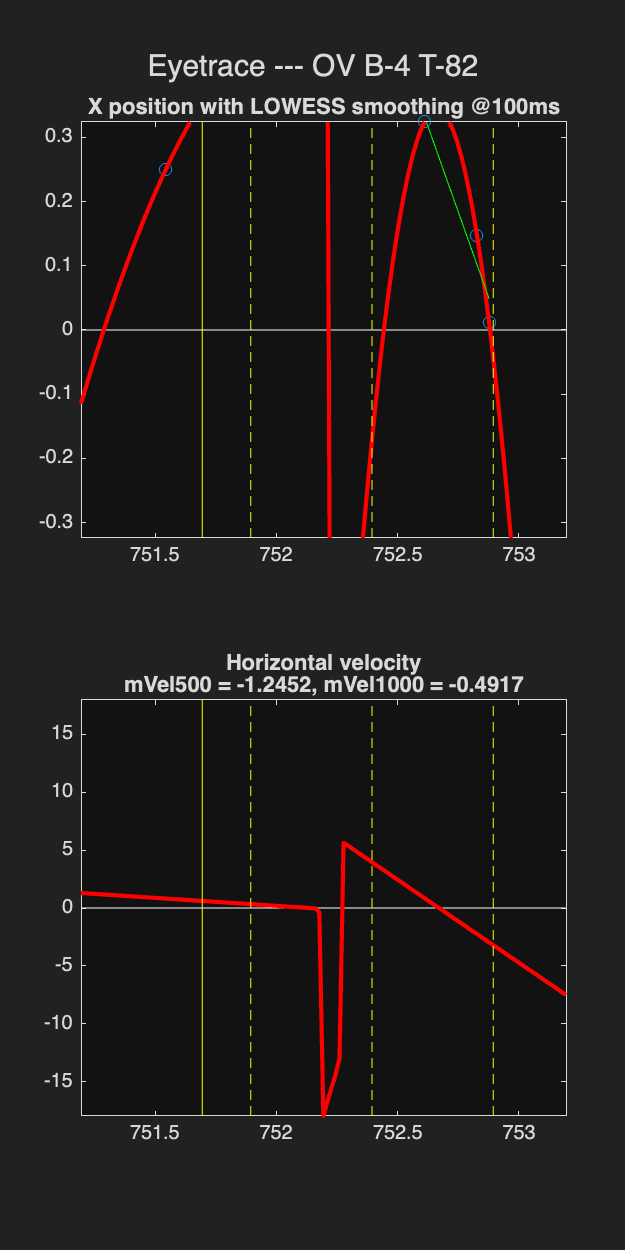 Eyetrace --- OV B-4 T-82
X position with LOWESS smoothing @100ms
0.3
0.2
0.1
0
-0.1
-0.2
-0.3
751.5 752 752.5 753
Horizontal velocity
mVel500 = -1.2452, mVel1000 = -0.4917
15
10
5
0
-5
-10
-15
751.5 752 752.5 753